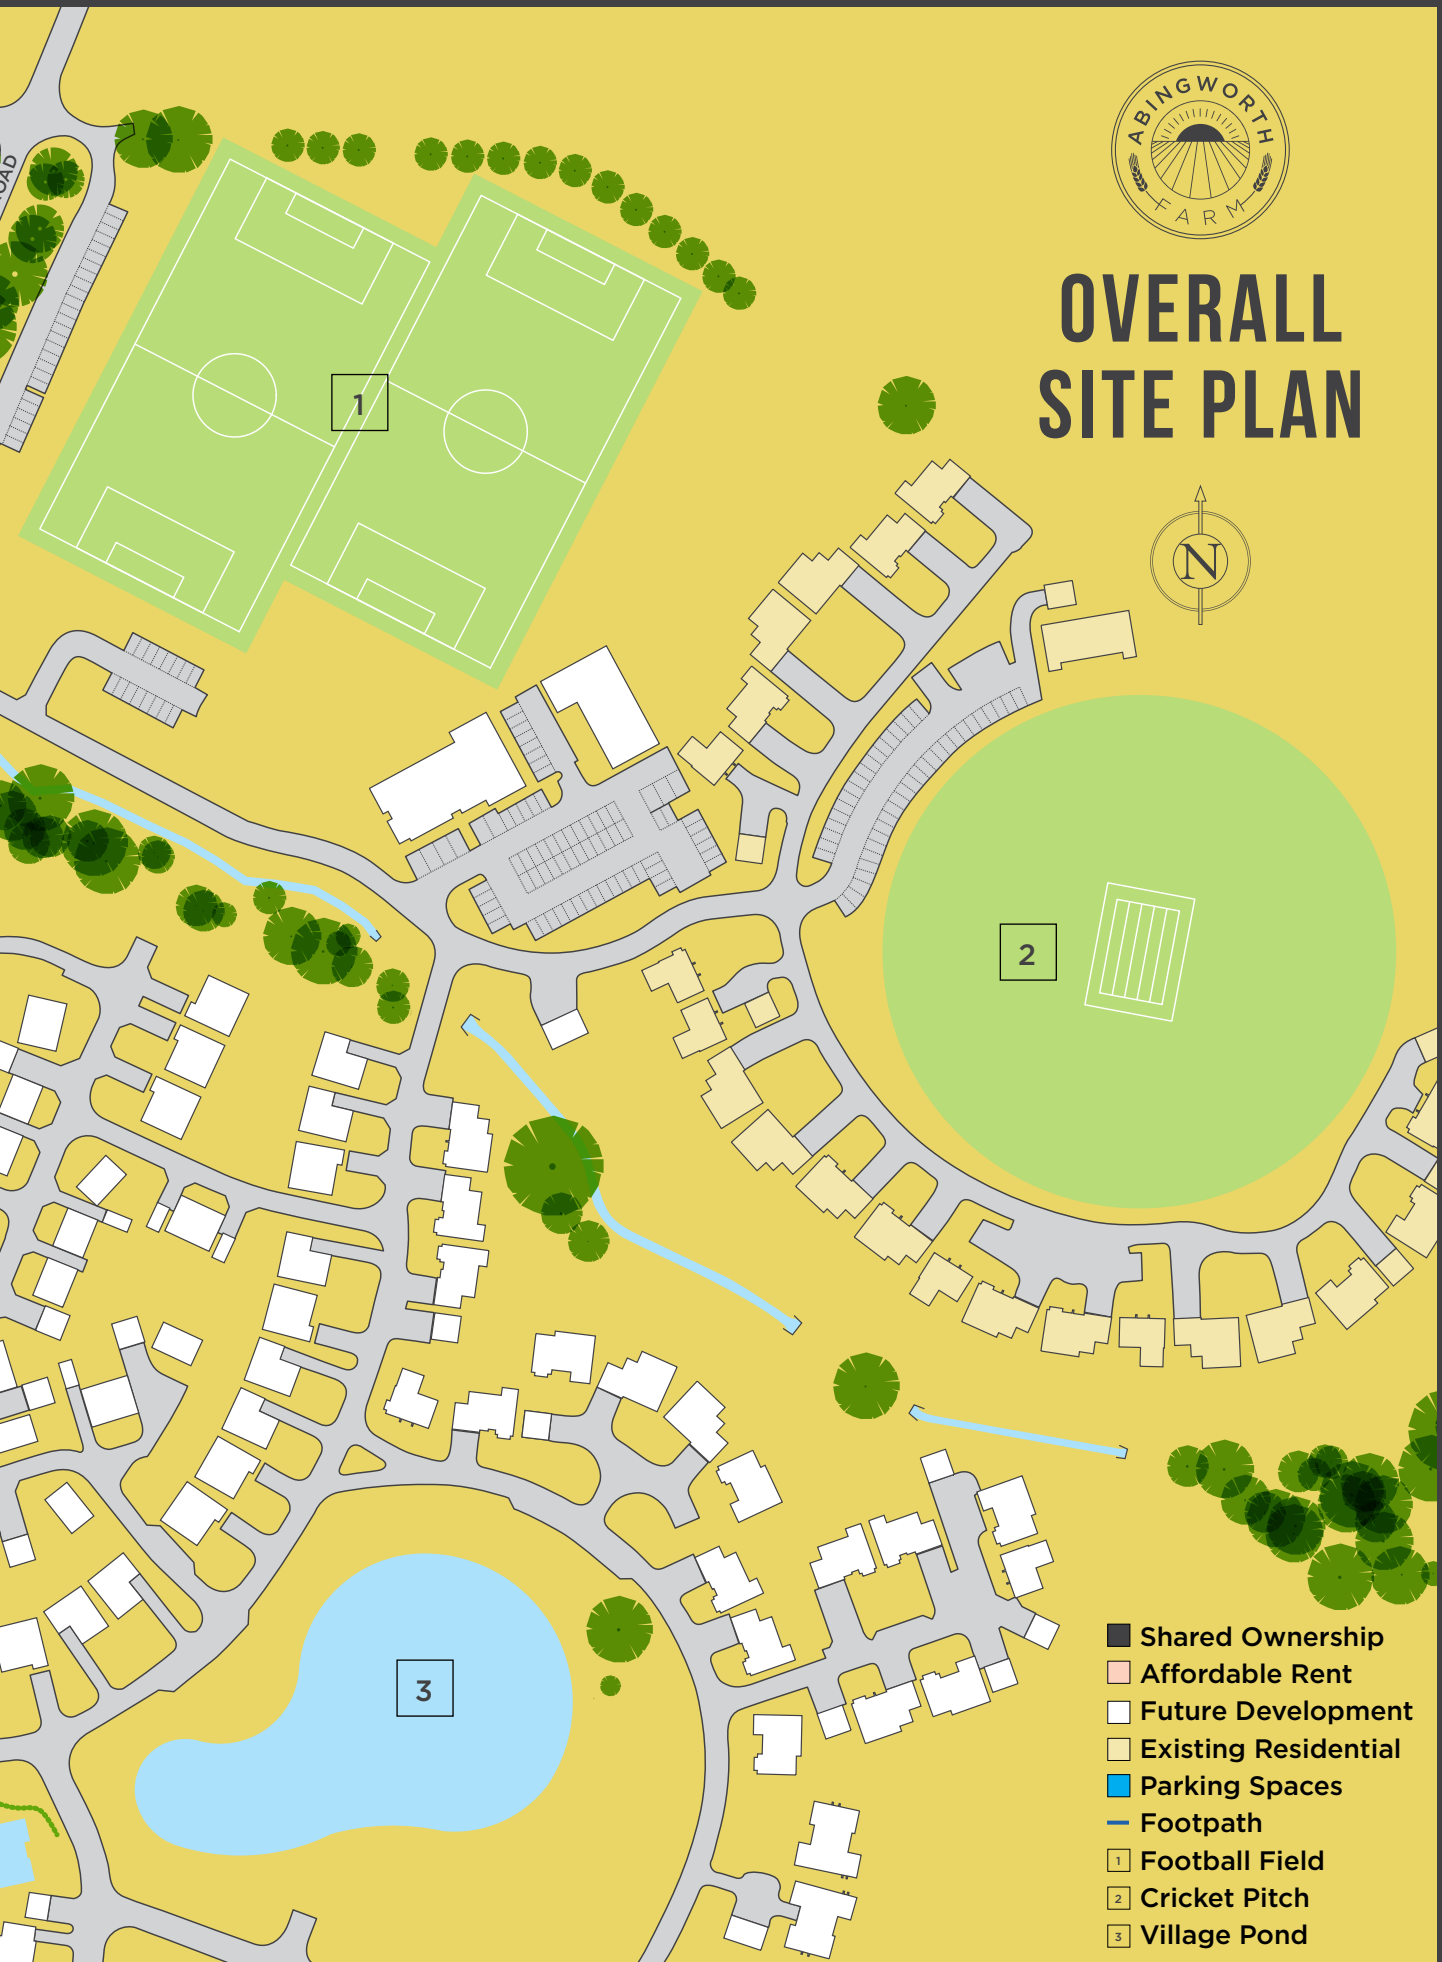 ABINGWORTH
FARM
OVERALL
SITE PLAN
N
OAD
1
2
3
Shared Ownership
Affordable Rent
Future Development
Existing Residential
Parking Spaces
Footpath
1 Football Field
2 Cricket Pitch
3 Village Pond